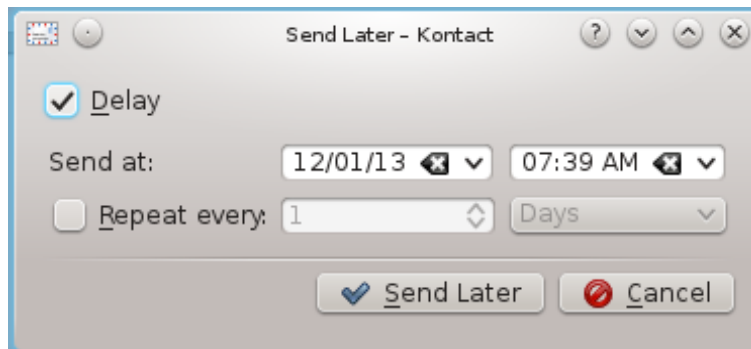 Send Later – Kontact
Delay
Send at: 12/01/13 07:39 AM
Repeat every: 1 Days
Send Later Cancel